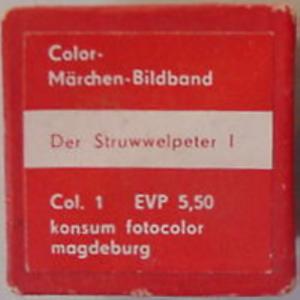 Color-
Märchen-Bildband
Der Struwwelpeter I
Col. 1 EVP 5,50
konsum fotocolor
magdeburg